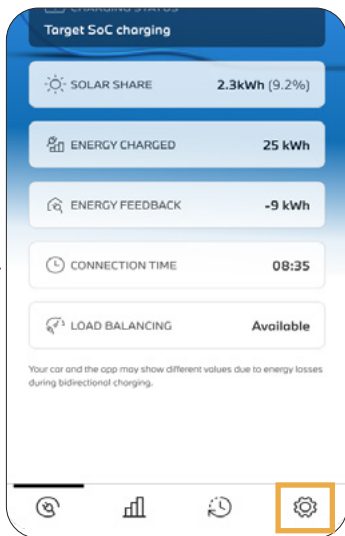 CHARGING STATUS
Target SoC charging
SOLAR SHARE 2.3kWh (9.2%)
ENERGY CHARGED 25 kWh
ENERGY FEEDBACK -9 kWh
CONNECTION TIME 08:35
LOAD BALANCING Available
Your car and the app may show different values due to energy losses
during bidirectional charging.